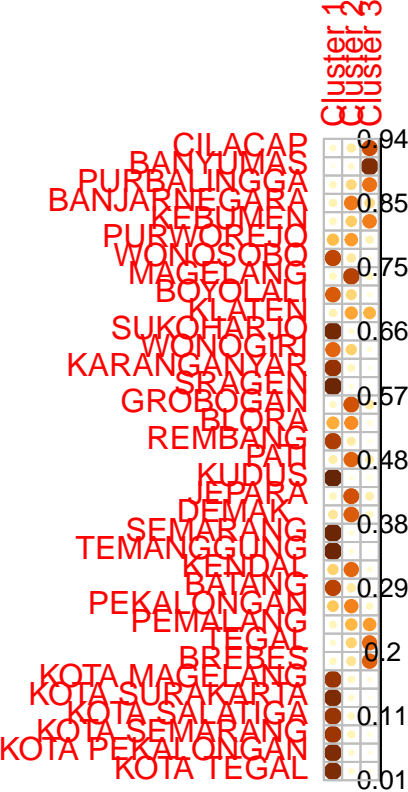 Cluster 1
Cluster 2
Cluster 3
CILACAP
BANYUMAS
PURBALINGGA
BANJARNEGARA
KEBUMEN
PURWOREJO
WONOSOBO
MAGELANG
BOYOLALI
KLATEN
SUKOHARJO
WONOGIRI
KARANGANYAR
SRAGEN
GROBOGAN
BLORA
REMBANG
PATI
KUDUS
JEPARA
DEMAK
SEMARANG
TEMANGGUNG
KENDAL
BATANG
PEKALONGAN
PEMALANG
TEGAL
BREBES
KOTA MAGELANG
KOTA SURAKARTA
KOTA SALATIGA
KOTA SEMARANG
KOTA PEKALONGAN
KOTA TEGAL
0.94
0.85
0.75
0.66
0.57
0.48
0.38
0.29
0.2
0.11
0.01